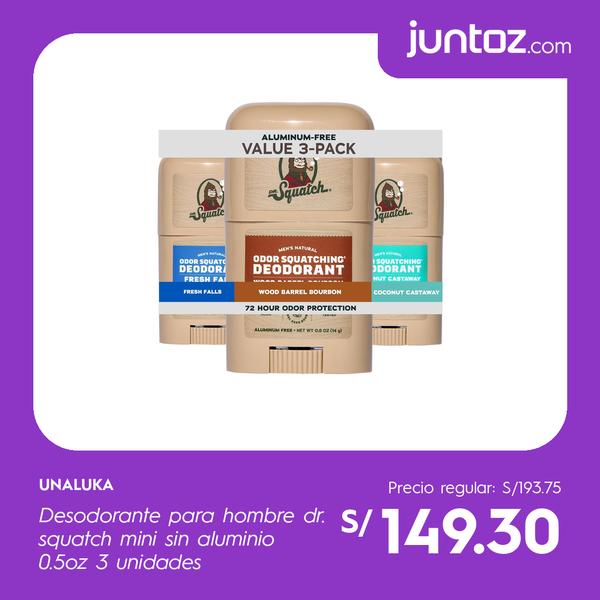 juntoz.com
ALUMINUM-FREE
VALUE 3-PACK
DR. Squatch.
Squatch.
MEN'S NATURAL
ODOR SQUATCHING
DEODORANT
FRESH FALLS
MEN'S NATURAL
ODOR SQUATCHING
DEODORANT
WOOD BARREL BOURBON
COCONUT CASTAWAY
72 HOUR ODOR PROTECTION
ALUMINUM FREE • NET WT 0.5 OZ (14 g)
UNALUKA
Desodorante para hombre dr.
squatch mini sin aluminio
0.5oz 3 unidades
Precio regular: S/193.75
S/149.30